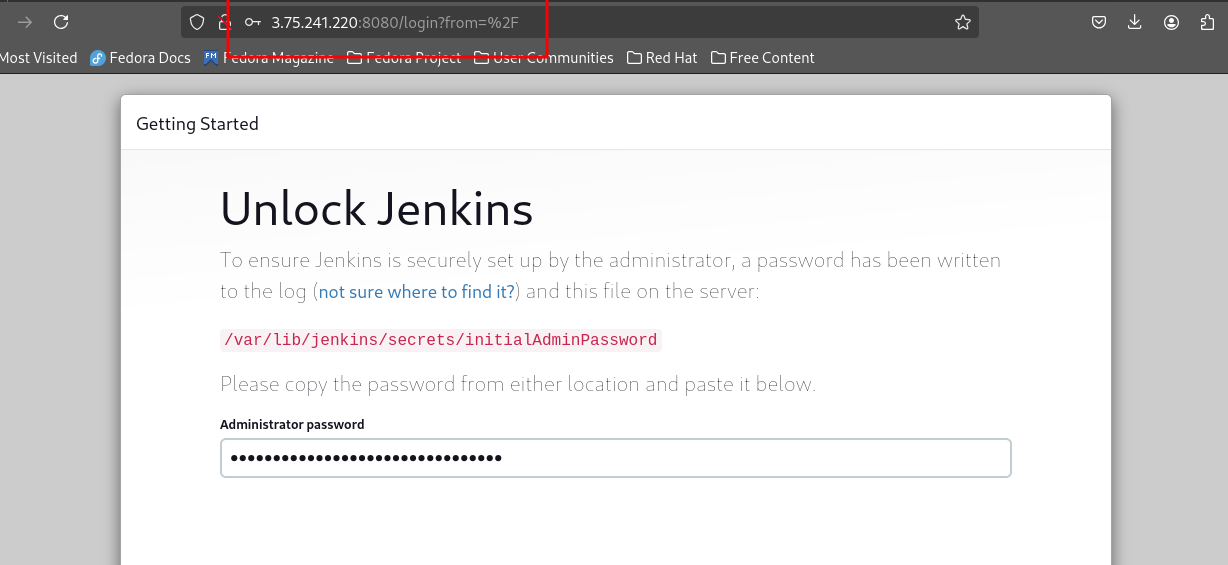 3.75.241.220:8080/login?from=%2F
Most Visited Fedora Docs FM Fedora Magazine Fedora Project User Communities Red Hat Free Content
Getting Started
Unlock Jenkins
To ensure Jenkins is securely set up by the administrator, a password has been written
to the log (not sure where to find it?) and this file on the server:
/var/lib/jenkins/secrets/initialAdminPassword
Please copy the password from either location and paste it below.
Administrator password
••••••••••••••••••••••••••••••••